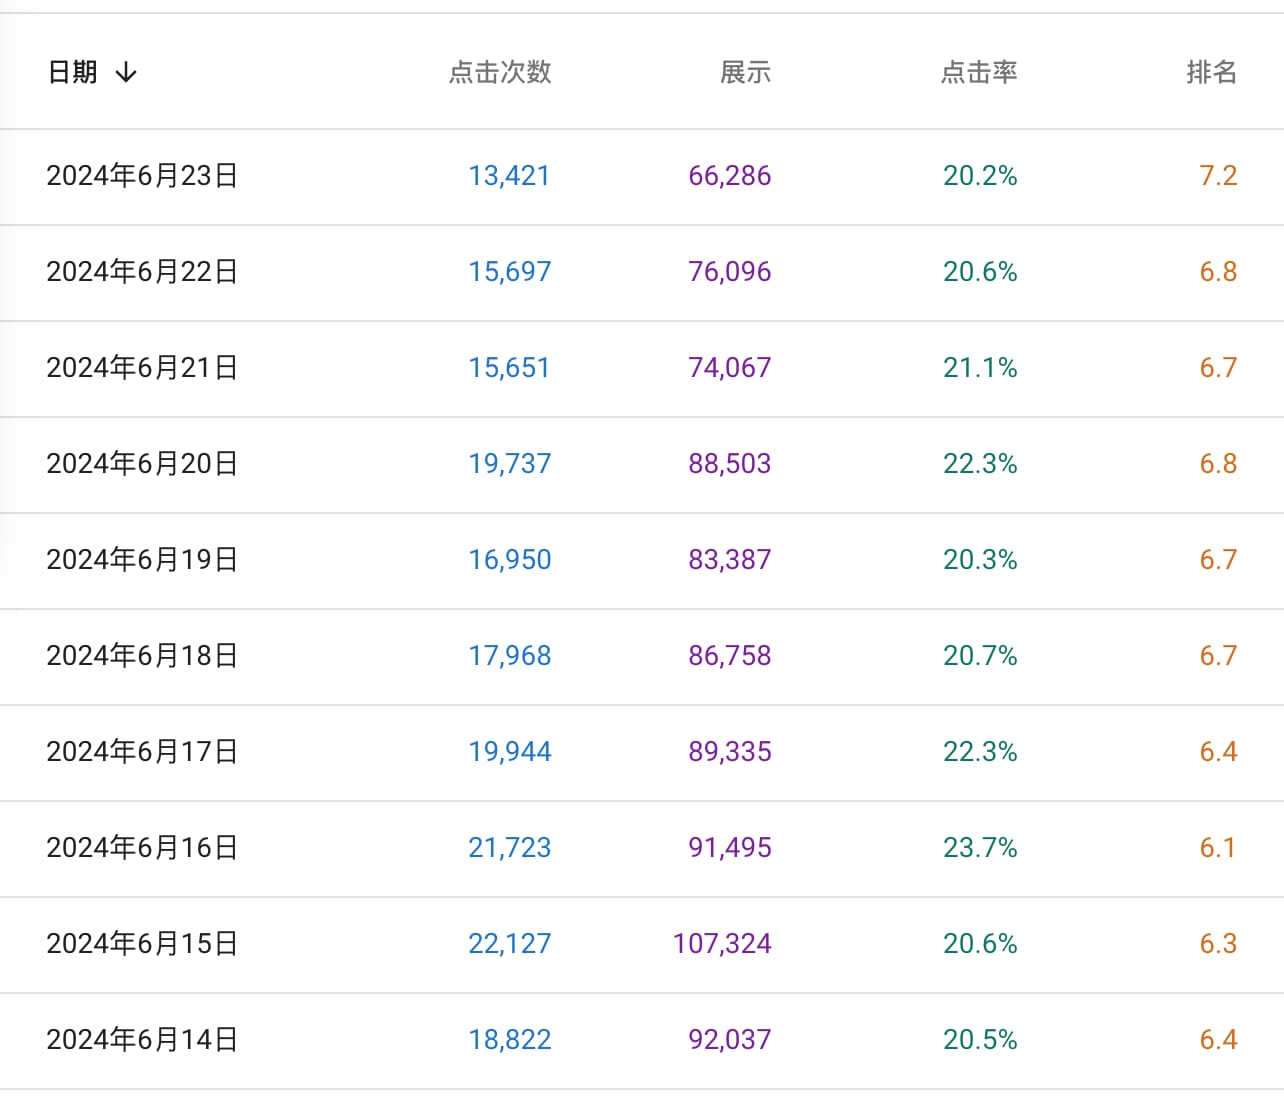 日期 ↓ 点击次数 展示 点击率 排名
2024年6月23日 13,421 66,286 20.2% 7.2
2024年6月22日 15,697 76,096 20.6% 6.8
2024年6月21日 15,651 74,067 21.1% 6.7
2024年6月20日 19,737 88,503 22.3% 6.8
2024年6月19日 16,950 83,387 20.3% 6.7
2024年6月18日 17,968 86,758 20.7% 6.7
2024年6月17日 19,944 89,335 22.3% 6.4
2024年6月16日 21,723 91,495 23.7% 6.1
2024年6月15日 22,127 107,324 20.6% 6.3
2024年6月14日 18,822 92,037 20.5% 6.4